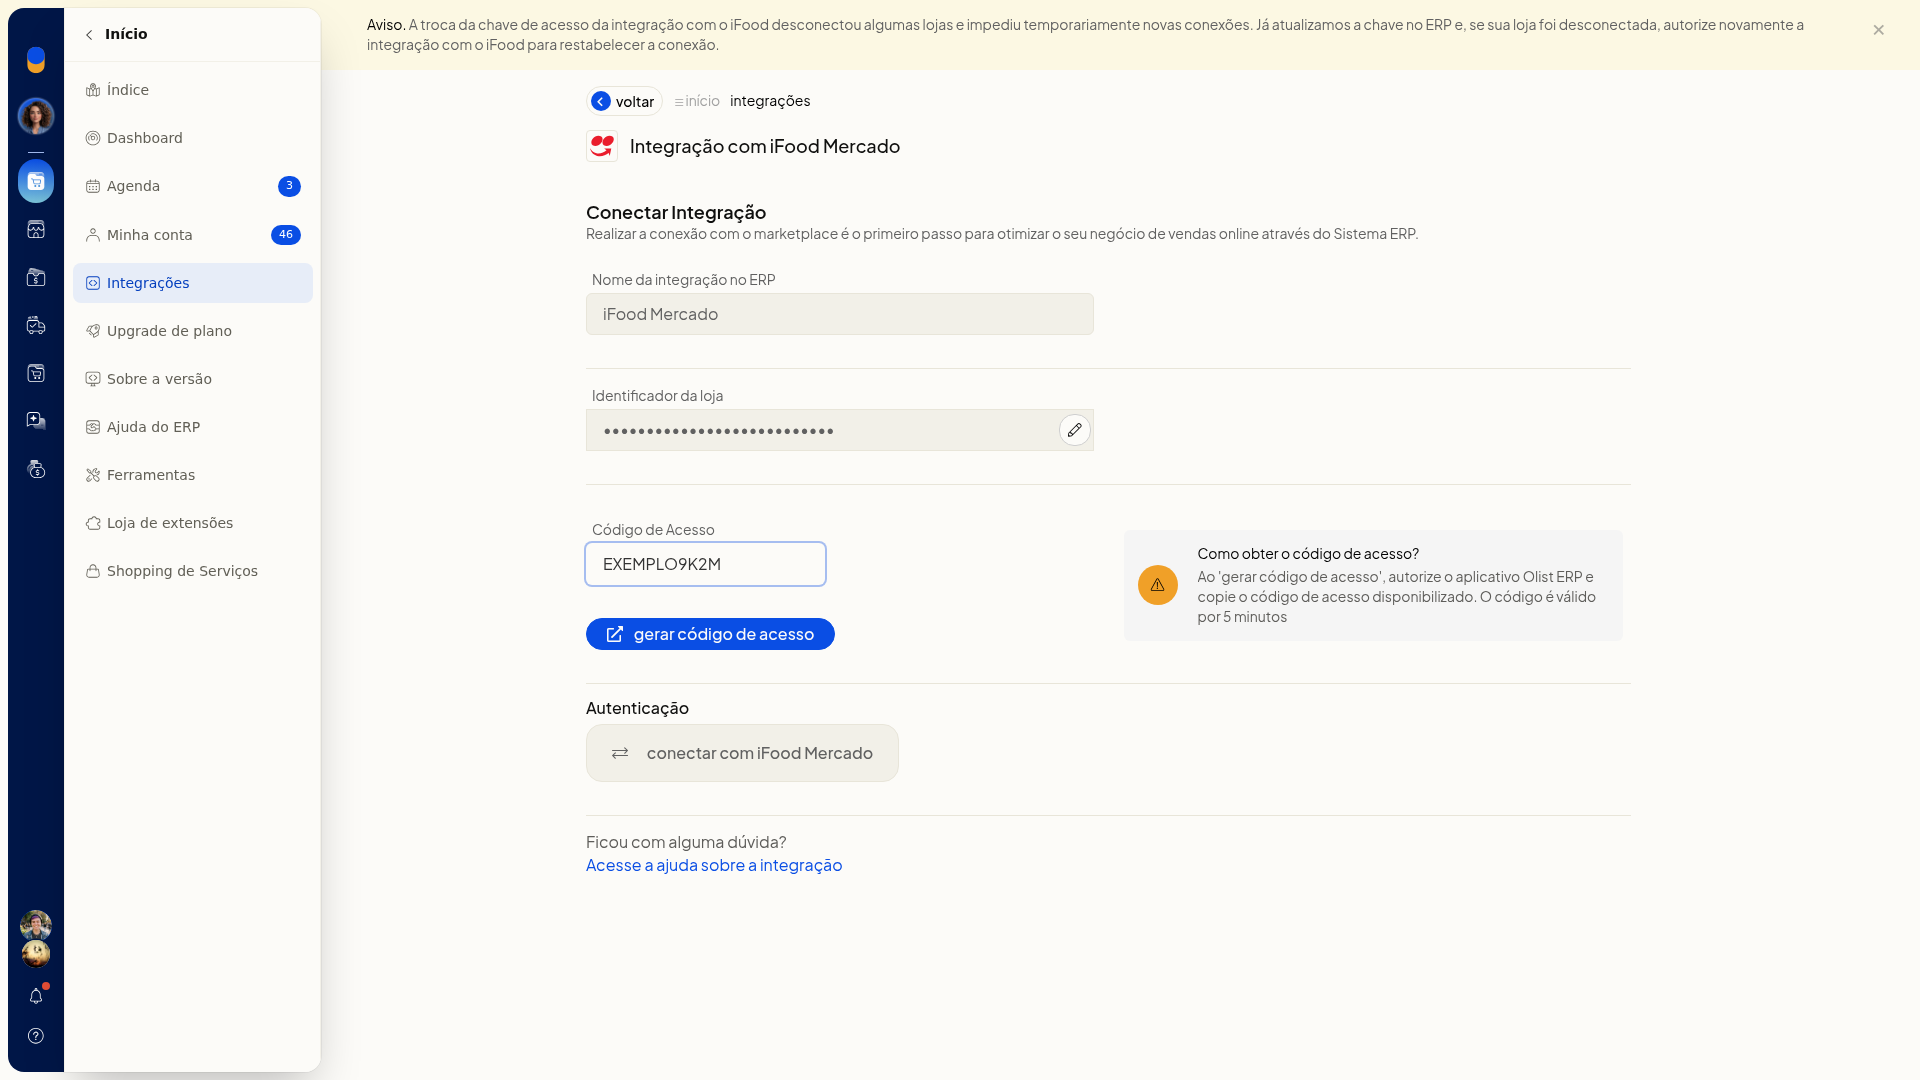 Início
Índice
Dashboard
Agenda
3
Minha conta
46
Integrações
Upgrade de plano
Sobre a versão
Ajuda do ERP
Ferramentas
Loja de extensões
Shopping de Serviços
Aviso. A troca da chave de acesso da integração com o iFood desconectou algumas lojas e impediu temporariamente novas conexões. Já atualizamos a chave no ERP e, se sua loja foi desconectada, autorize novamente a
integração com o iFood para restabelecer a conexão.
voltar
início
integrações
Integração com iFood Mercado
Conectar Integração
Realizar a conexão com o marketplace é o primeiro passo para otimizar o seu negócio de vendas online através do Sistema ERP.
Nome da integração no ERP
iFood Mercado
Identificador da loja
•••••••••••••••••••••••••••
Código de Acesso
EXEMPLO9K2M
gerar código de acesso
Como obter o código de acesso?
Ao 'gerar código de acesso', autorize o aplicativo Olist ERP e
copie o código de acesso disponibilizado. O código é válido
por 5 minutos
Autenticação
conectar com iFood Mercado
Ficou com alguma dúvida?
Acesse a ajuda sobre a integração